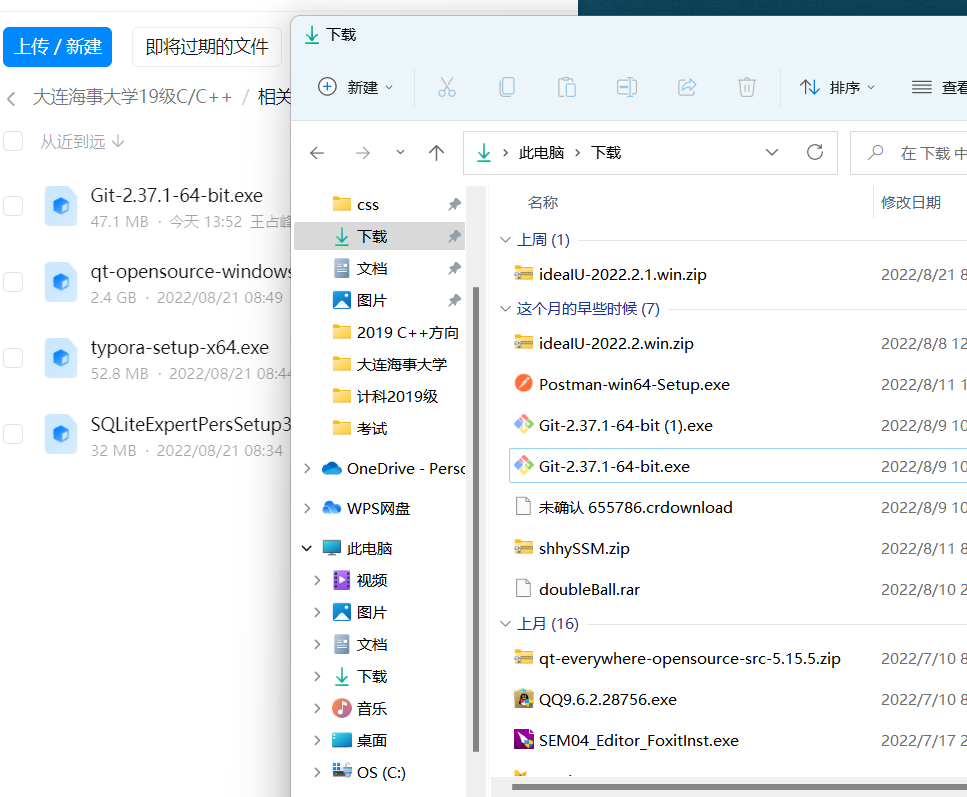 上传 / 新建
即将过期的文件
大连海事大学19级C/C++ / 相关
从近到远
Git-2.37.1-64-bit.exe
47.1 MB · 今天 13:52 王占峰
qt-opensource-windows
2.4 GB · 2022/08/21 08:49
typora-setup-x64.exe
52.8 MB · 2022/08/21 08:44
SQLiteExpertPersSetup3
32 MB · 2022/08/21 08:34
下载
新建
排序
查看
此电脑 › 下载
在 下载 中
css
下载
文档
图片
2019 C++方向
大连海事大学
计科2019级
考试
OneDrive - Perso
WPS网盘
此电脑
视频
图片
文档
下载
音乐
桌面
OS (C:)
名称
修改日期
上周 (1)
ideaIU-2022.2.1.win.zip
2022/8/21 8
这个月的早些时候 (7)
ideaIU-2022.2.win.zip
2022/8/8 12
Postman-win64-Setup.exe
2022/8/11 1
Git-2.37.1-64-bit (1).exe
2022/8/9 10
Git-2.37.1-64-bit.exe
2022/8/9 10
未确认 655786.crdownload
2022/8/9 10
shhySSM.zip
2022/8/11 8
doubleBall.rar
2022/8/10 2
上月 (16)
qt-everywhere-opensource-src-5.15.5.zip
2022/7/10 8
QQ9.6.2.28756.exe
2022/7/10 8
SEM04_Editor_FoxitInst.exe
2022/7/17 2